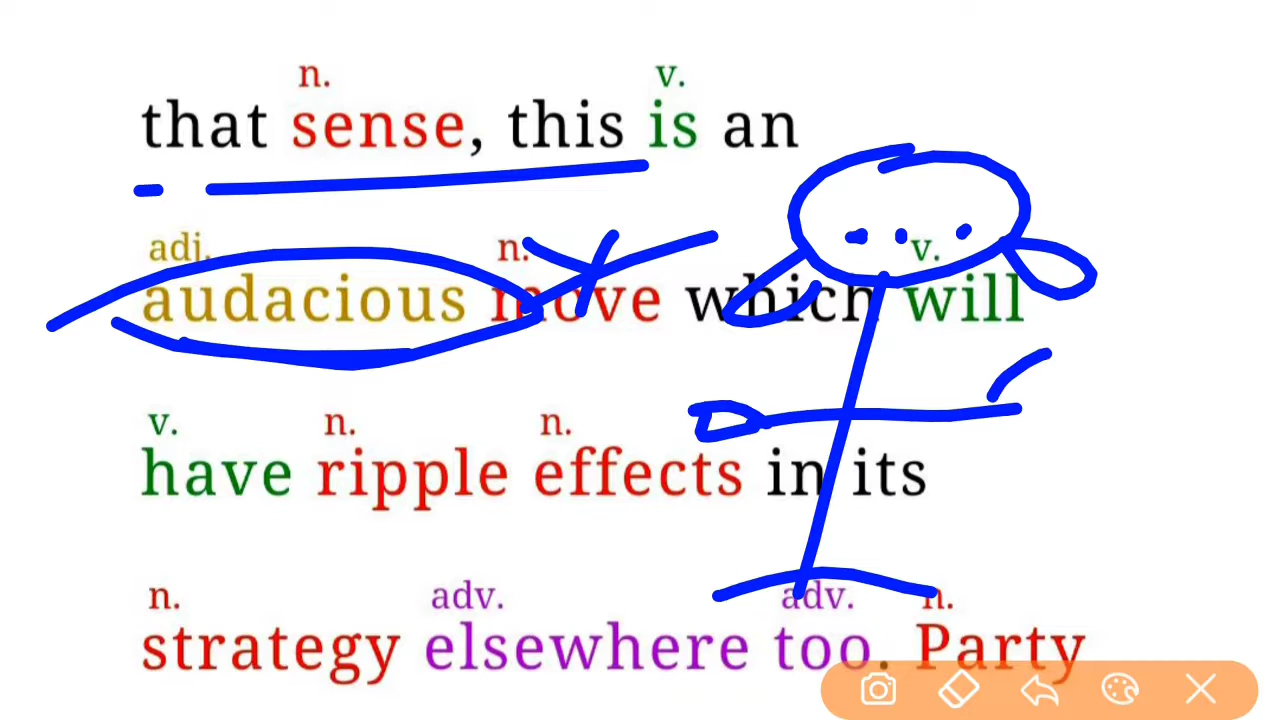 n. v.
that sense, this is an
adj. n. v.
audacious move which will
v. n. n.
have ripple effects in its
n. adv. adv. n.
strategy elsewhere too. Party